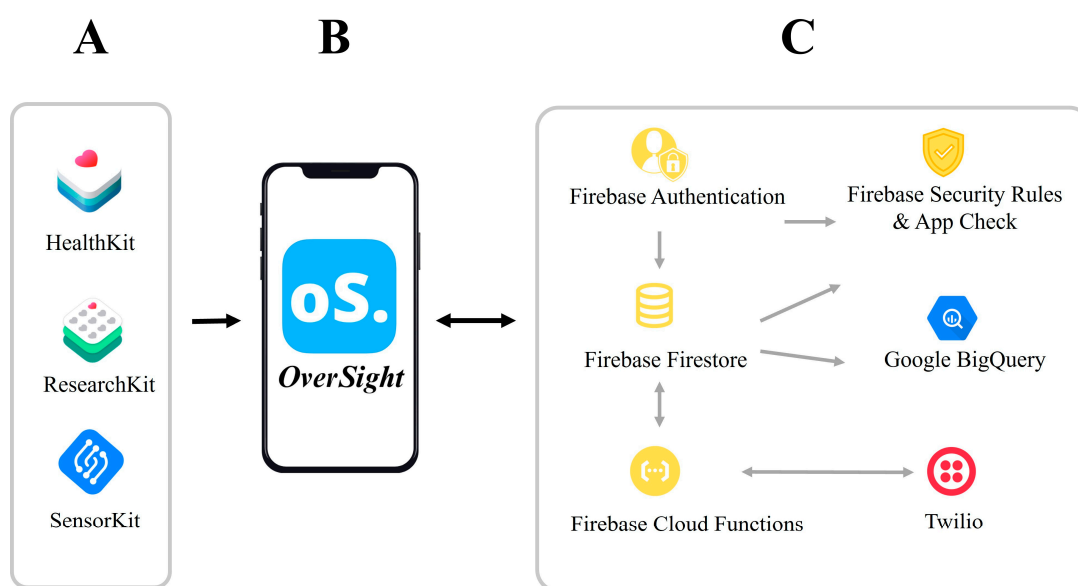 A
B
C
HealthKit
ResearchKit
SensorKit
oS.
OverSight
Firebase Authentication
Firebase Security Rules
& App Check
Firebase Firestore
Google BigQuery
Firebase Cloud Functions
Twilio